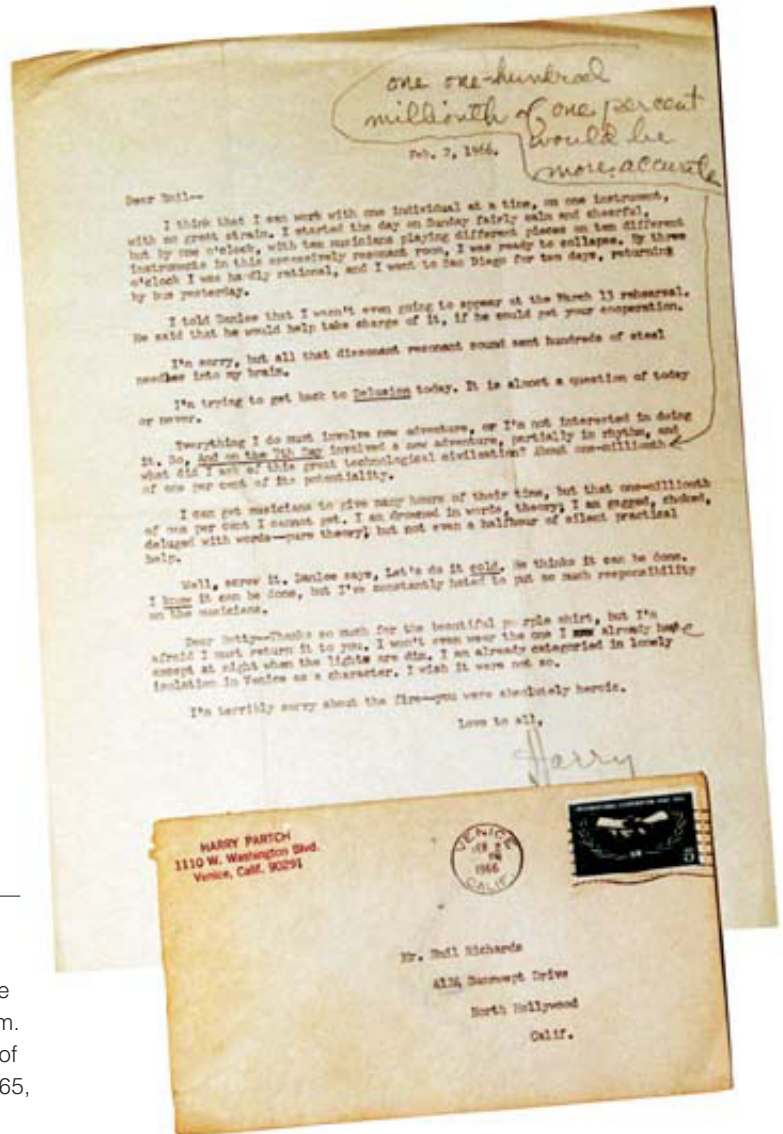 one one-hundred
millionth of one percent
would be
more accurate
Feb. 2, 1966.
Dear Emil--
I think that I can work with one individual at a time, on one instrument,
with no great strain. I started the day on Sunday fairly calm and cheerful,
but by one o'clock, with ten musicians playing different pieces on ten different
instruments in this excessively resonant room, I was ready to collapse. By three
o'clock I was hardly rational, and I went to San Diego for ten days, returning
by bus yesterday.
I told Danlee that I wasn't even going to appear at the March 13 rehearsal.
He said that he would help take charge of it, if he could get your cooperation.
I'm sorry, but all that dissonant resonant sound sent hundreds of steel
needles into my brain.
I'm trying to get back to Delusion today. It is almost a question of today
or never.
Everything I do must involve new adventure, or I'm not interested in doing
it. So, And on the 7th Day involved a new adventure, partially in rhythm, and
what did I ask of this great technological civilization? About one-millionth
of one per cent of its potentiality.
I can get musicians to give many hours of their time, but that one-millionth
of one per cent I cannot get. I am drowned in words, theory; I am gagged, choked,
deluged with words--pure theory, but not even a halfhour of silent practical
help.
Well, screw it. Danlee says, Let's do it cold. He thinks it can be done.
I know it can be done, but I've constantly hated to put so much responsibility
on the musicians.
Dear Betty--Thanks so much for the beautiful purple shirt, but I'm
afraid I must return it to you. I won't even wear the one I already have
except at night when the lights are dim. I am already categoried in lonely
isolation in Venice as a character. I wish it were not so.
I'm terribly sorry about the fire--you were absolutely heroic.
Love to all,
Harry
HARRY PARTCH
1110 W. Washington Blvd.
Venice, Calif. 90291
VENICE
FEB 2
PM
1966
CALIF.
INTERNATIONAL COOPERATION YEAR
5
Mr. Emil Richards
Drive
North Hollywood
Calif.
e
m.
of
65,